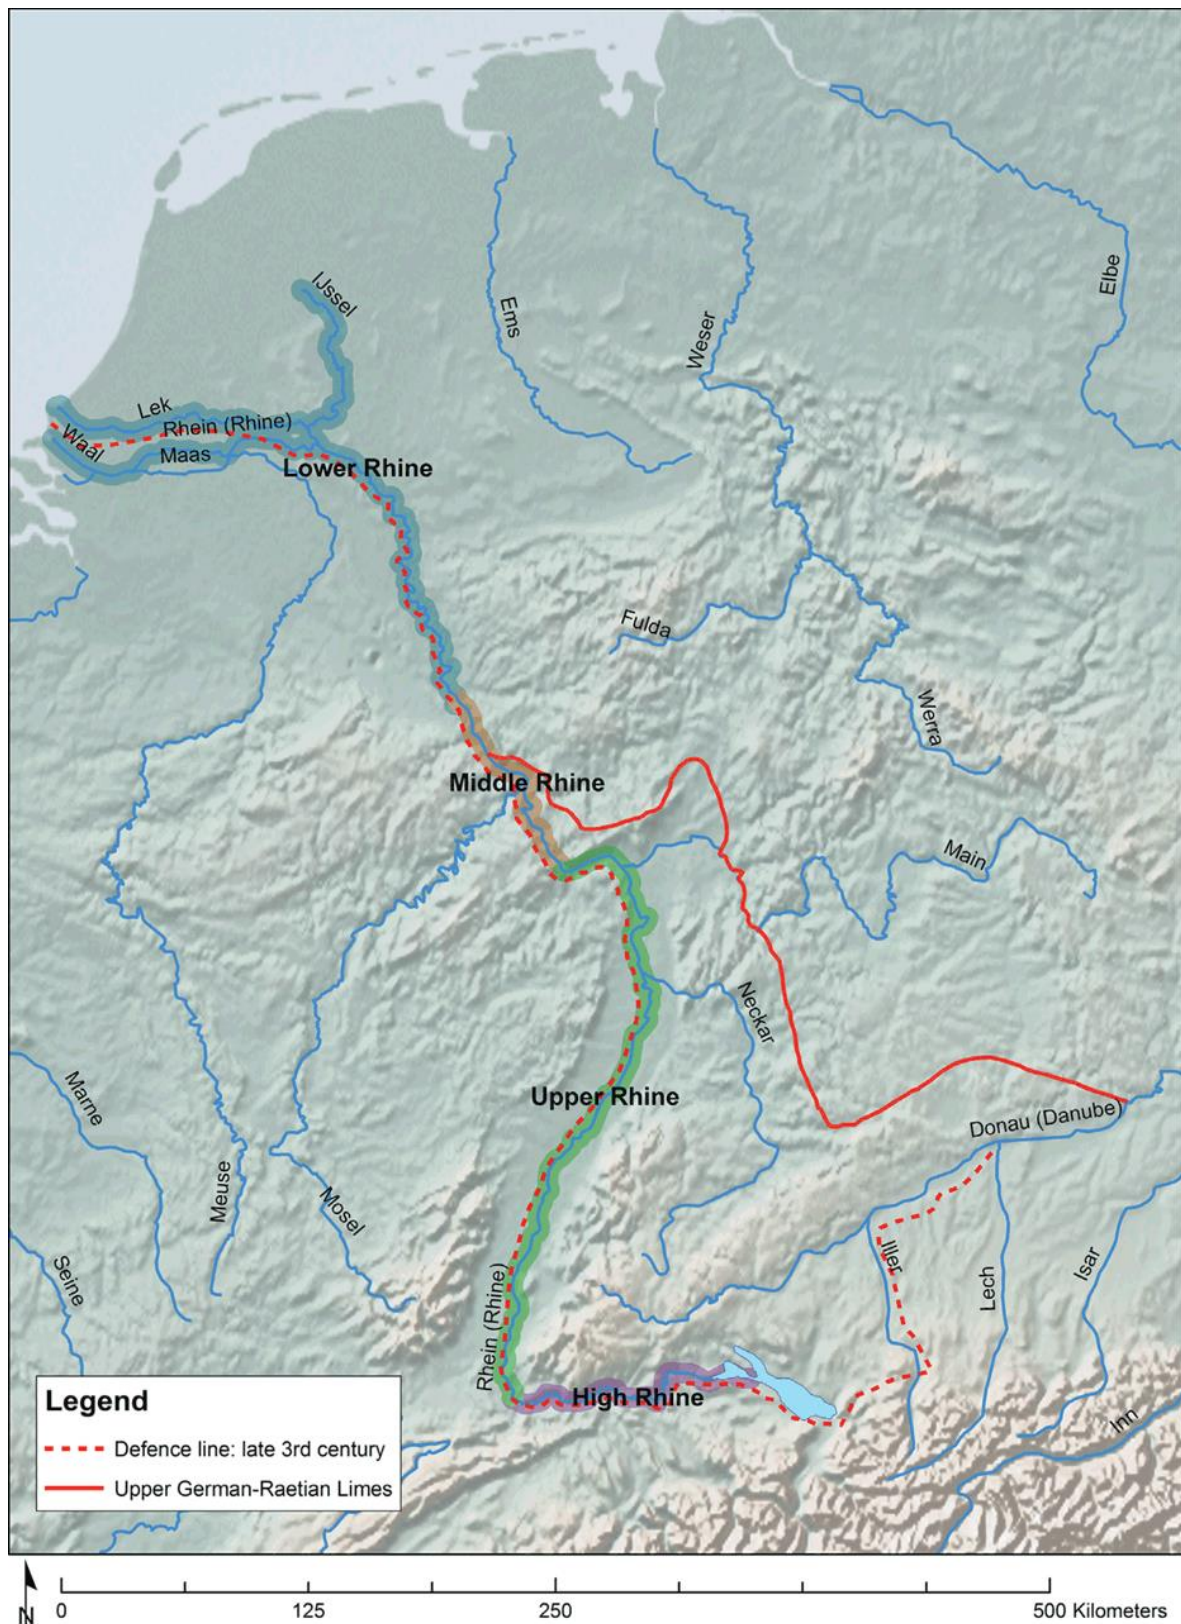 IJssel
Ems
Weser
Elbe
Lek
Rhein (Rhine)
Waal
Maas
Lower Rhine
Fulda
Werra
Middle Rhine
Main
Neckar
Marne
Upper Rhine
Donau (Danube)
Meuse
Mosel
Seine
Iller
Lech
Isar
Rhein (Rhine)
High Rhine
Inn
Legend
Defence line: late 3rd century
Upper German-Raetian Limes
N
0 125 250 500 Kilometers